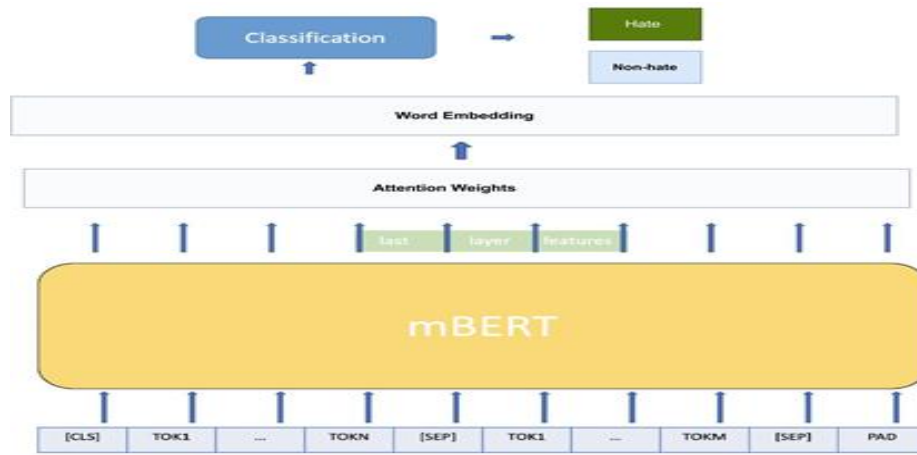 Classification
Hate
Non-hate
Word Embedding
Attention Weights
last layer features
mBERT
[CLS] TOK1 ... TOKN [SEP] TOK1 ... TOKM [SEP] PAD